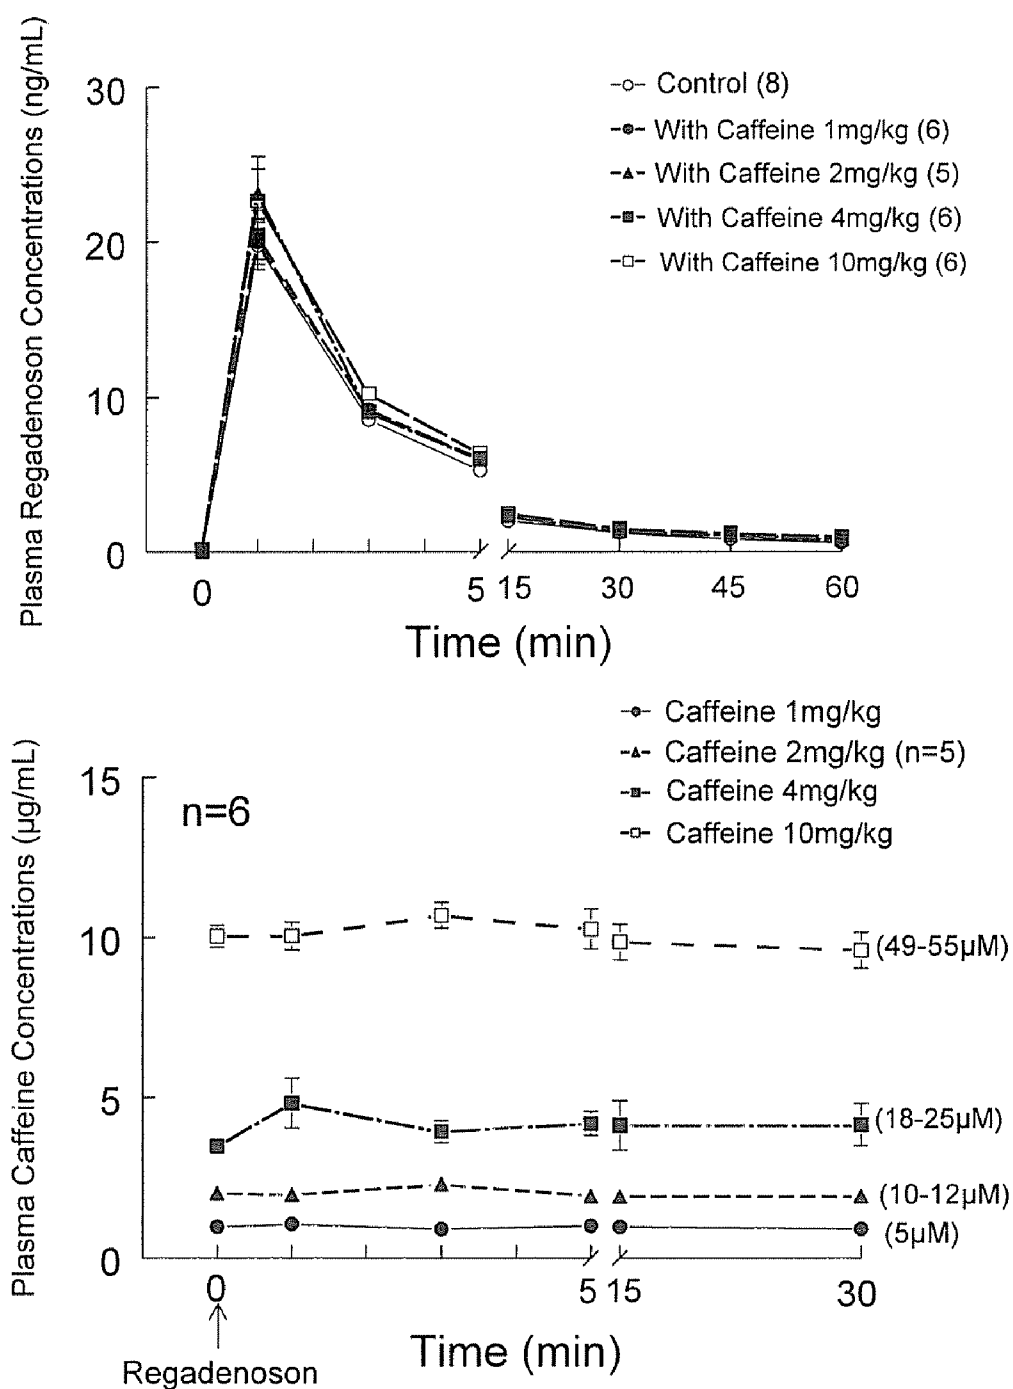 Plasma Regadenoson Concentrations (ng/mL)
30
20
10
0
Control (8)
With Caffeine 1mg/kg (6)
With Caffeine 2mg/kg (5)
With Caffeine 4mg/kg (6)
With Caffeine 10mg/kg (6)
0
5
15
30
45
60
Time (min)
Plasma Caffeine Concentrations (µg/mL)
15
10
5
0
n=6
Caffeine 1mg/kg
Caffeine 2mg/kg (n=5)
Caffeine 4mg/kg
Caffeine 10mg/kg
(49-55µM)
(18-25µM)
(10-12µM)
(5µM)
0
5
15
30
Time (min)
Regadenoson